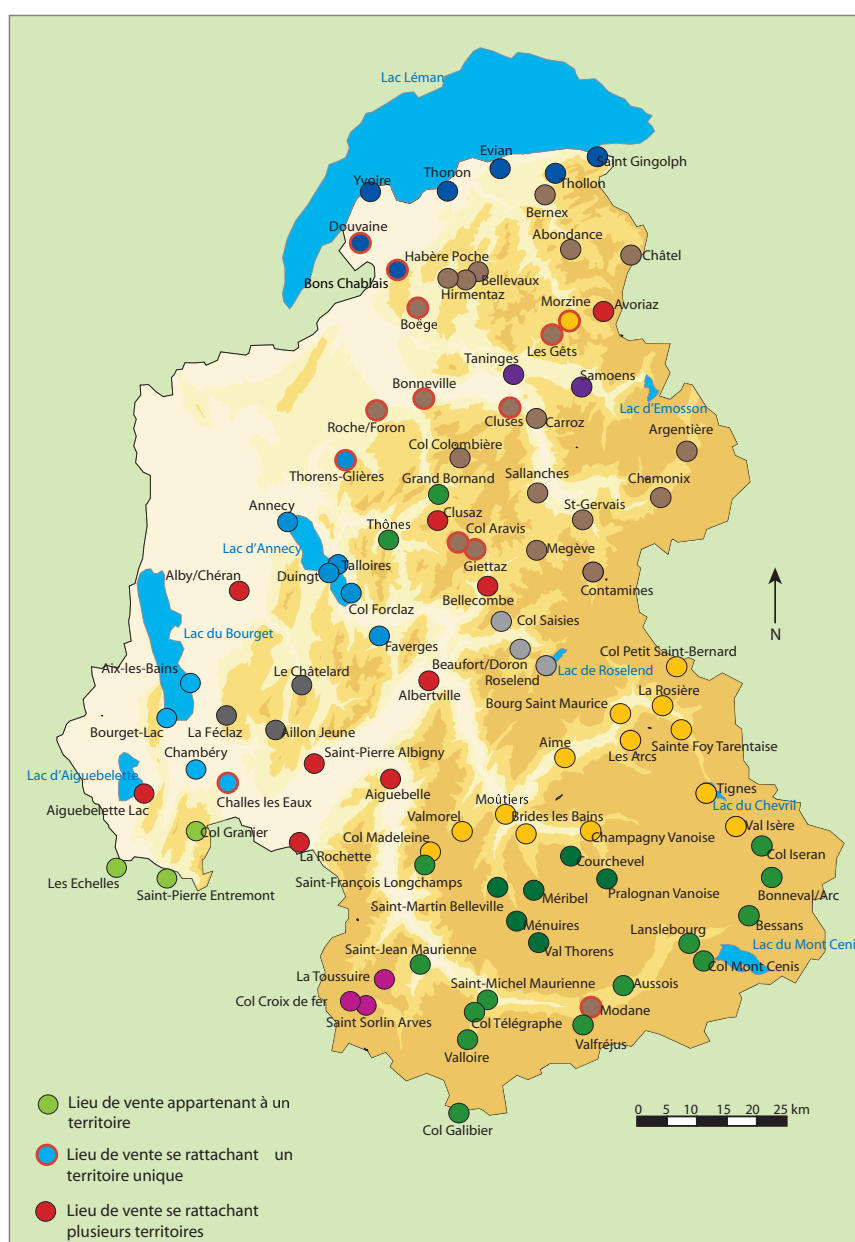 Lac Léman
Evian
Saint Gingolph
Thonon
Thollon
Yvoire
Bernex
Douvaine
Abondance
Habère Poche
Châtel
Bons Chablais
Bellevaux
Hirmentaz
Morzine
Avoriaz
Boëge
Les Gêts
Taninges
Samoens
Bonneville
Lac d'Emosson
Roche/Foron
Cluses
Carroz
Argentière
Col Colombière
Thorens-Glières
Grand Bornand
Sallanches
Chamonix
Annecy
Clusaz
St-Gervais
Thônes
Col Aravis
Lac d'Annecy
Megève
Talloires
Giettaz
Alby/Chéran
Duingt
Contamines
Bellecombe
Col Forclaz
Col Saisies
Lac du Bourget
Faverges
Col Petit Saint-Bernard
Beaufort/Doron
Lac de Roselend
Aix-les-Bains
Le Châtelard
Roselend
Albertville
La Rosière
Bourg Saint Maurice
Bourget-Lac
La Féclaz
Aillon Jeune
Aime
Sainte Foy Tarentaise
Chambéry
Saint-Pierre Albigny
Les Arcs
Lac d'Aiguebelette
Aiguebelle
Tignes
Challes les Eaux
Moûtiers
Lac du Chevril
Aiguebelette Lac
Valmorel
Brides les Bains
Val Isère
Col Granier
Col Madeleine
Champagny Vanoise
La Rochette
Col Iseran
Courchevel
Les Echelles
Saint-François Longchamps
Saint-Pierre Entremont
Méribel
Pralognan Vanoise
Bonneval/Arc
Saint-Martin Belleville
Ménuires
Bessans
Lanslebourg
Saint-Jean Maurienne
Val Thorens
Lac du Mont Ceni
Col Mont Cenis
La Toussuire
Saint-Michel Maurienne
Aussois
Col Croix de fer
Modane
Saint Sorlin Arves
Col Télégraphe
Valfréjus
Valloire
Col Galibier
N
0 5 10 15 20 25 km
Lieu de vente appartenant à un
territoire
Lieu de vente se rattachant un
territoire unique
Lieu de vente se rattachant
plusieurs territoires